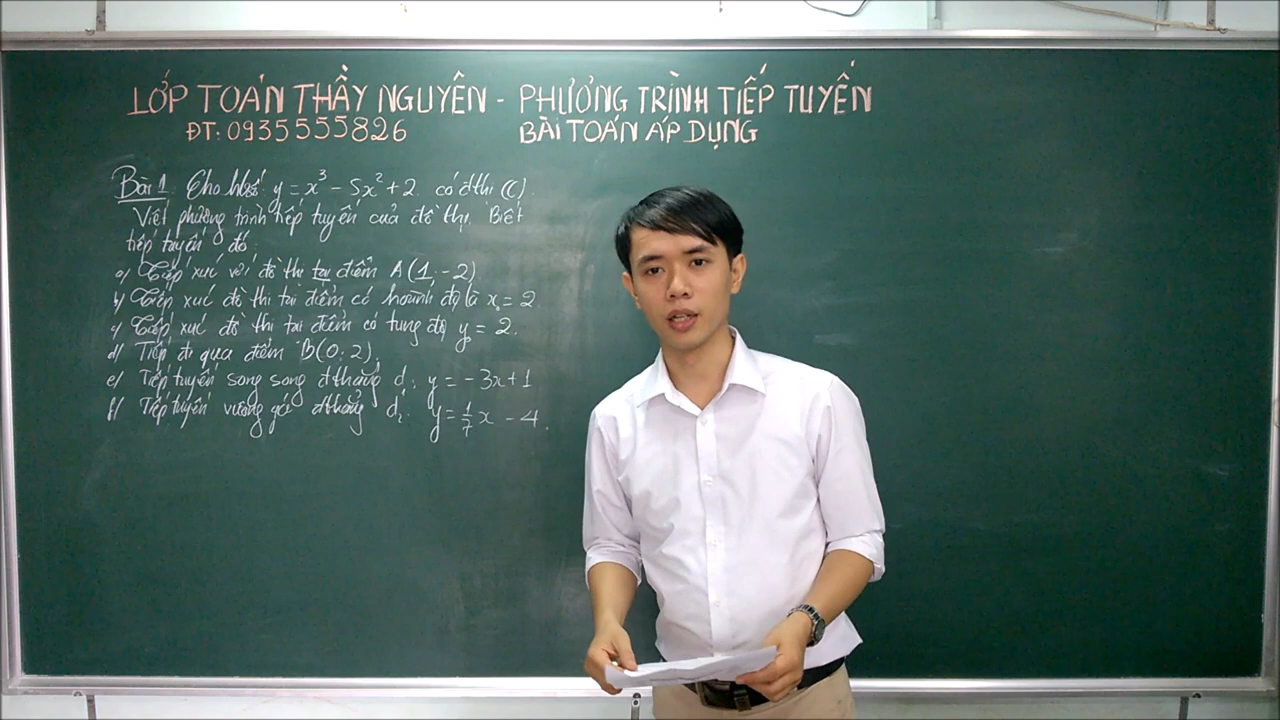 LỚP TOÁN THẦY NGUYÊN - PHƯƠNG TRÌNH TIẾP TUYẾN
ĐT: 0935555826
BÀI TOÁN ÁP DỤNG
Bài 1: Cho hàm số y = x³ - 5x² + 2 có đthi (C).
Viết phương trình tiếp tuyến của đồ thị. Biết
tiếp tuyến đó:
a) Tiếp xúc với đồ thị tại điểm A(1; -2).
b) Tiếp xúc đồ thị tại điểm có hoành độ là x₀ = 2
c) Tiếp xúc đồ thị tại điểm có tung độ y₀ = 2.
d) Tiếp đi qua điểm B(0; 2).
e) Tiếp tuyến song song đthẳng d₁: y = -3x + 1
f) Tiếp tuyến vuông góc đthẳng d₂: y = 1/7 x - 4.